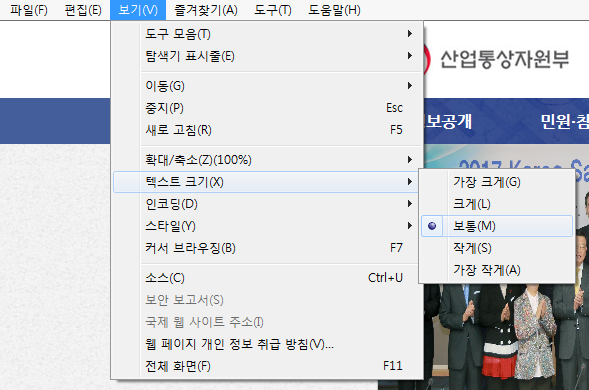 파일(F) 편집(E) 보기(V) 즐겨찾기(A) 도구(T) 도움말(H)
도구 모음(T)
탐색기 표시줄(E)
이동(G)
중지(P) Esc
새로 고침(R) F5
확대/축소(Z)(100%)
텍스트 크기(X)
인코딩(D)
스타일(Y)
커서 브라우징(B) F7
소스(C) Ctrl+U
보안 보고서(S)
국제 웹 사이트 주소(I)
웹 페이지 개인 정보 취급 방침(V)...
전체 화면(F) F11
가장 크게(G)
크게(L)
보통(M)
작게(S)
가장 작게(A)
산업통상자원부
보공개 민원·참
2017 Korea Sa